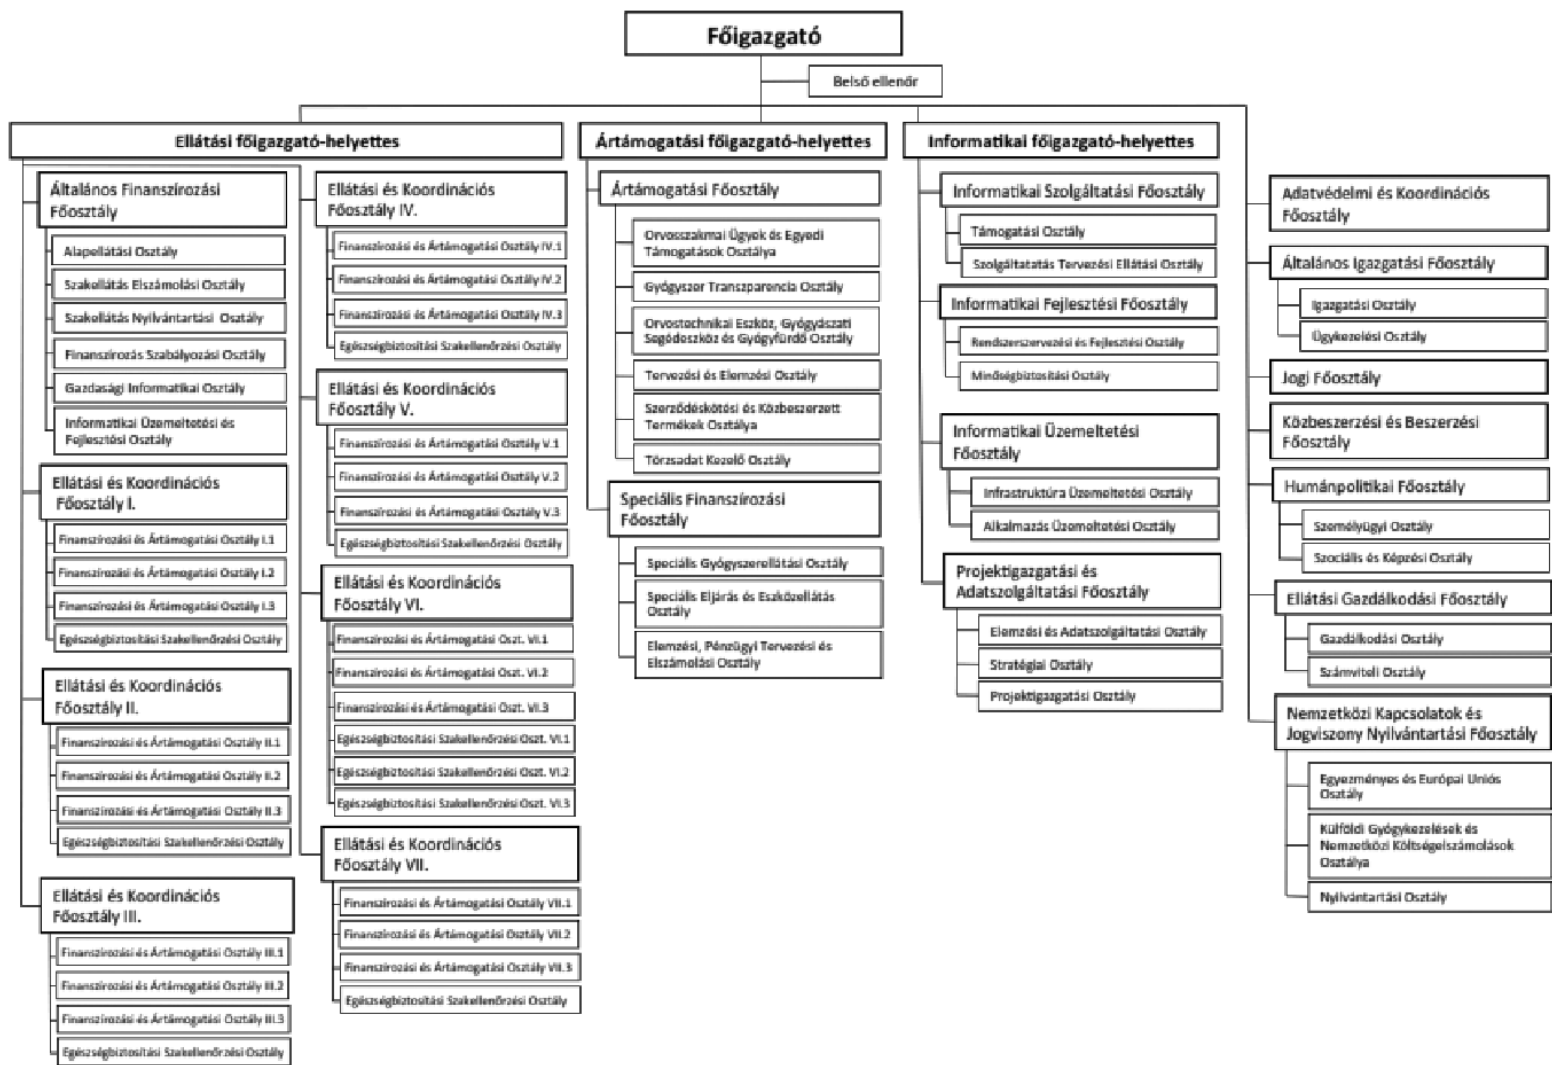 Főigazgató
Belső ellenőr
Ellátási főigazgató-helyettes
Általános Finanszírozási
Főosztály
Alapellátási Osztály
Szakellátás Elszámolási Osztály
Szakellátás Nyilvántartási Osztály
Finanszírozás Szabályozási Osztály
Gazdasági Informatikai Osztály
Informatikai Üzemeltetési és
Fejlesztési Osztály
Ellátási és Koordinációs
Főosztály I.
Finanszírozási és Ártámogatási I.1
Finanszírozási és Ártámogatási I.2
Finanszírozási és Ártámogatási I.3
Egészségbiztosítási Szakellenőrzési Osztály
Ellátási és Koordinációs
Főosztály II.
Finanszírozási és Ártámogatási Osztály II.1
Finanszírozási és Ártámogatási Osztály II.2
Finanszírozási és Ártámogatási Osztály II.3
Egészségbiztosítási Szakellenőrzési Osztály
Ellátási és Koordinációs
Főosztály III.
Finanszírozási és Ártámogatási Osztály III.1
Finanszírozási és Ártámogatási Osztály III.2
Finanszírozási és Ártámogatási Osztály III.3
Egészségbiztosítási Szakellenőrzési Osztály
Ellátási és Koordinációs
Főosztály IV.
Finanszírozási és Ártámogatási Osztály IV.1
Finanszírozási és Ártámogatási Osztály IV.2
Finanszírozási és Ártámogatási Osztály IV.3
Egészségbiztosítási Szakellenőrzési Osztály
Ellátási és Koordinációs
Főosztály V.
Finanszírozási és Ártámogatási Osztály V.1
Finanszírozási és Ártámogatási Osztály V.2
Finanszírozási és Ártámogatási Osztály V.3
Egészségbiztosítási Szakellenőrzési Osztály
Ellátási és Koordinációs
Főosztály VI.
Finanszírozási és Ártámogatási Oszt. VI.1
Finanszírozási és Ártámogatási Oszt. VI.2
Finanszírozási és Ártámogatási Oszt. VI.3
Egészségbiztosítási Szakellenőrzési Oszt. VI.1
Egészségbiztosítási Szakellenőrzési Oszt. VI.2
Egészségbiztosítási Szakellenőrzési Oszt. VI.3
Ellátási és Koordinációs
Főosztály VII.
Finanszírozási és Ártámogatási Osztály VII.1
Finanszírozási és Ártámogatási Osztály VII.2
Finanszírozási és Ártámogatási Osztály VII.3
Egészségbiztosítási Szakellenőrzési Osztály
Ártámogatási főigazgató-helyettes
Ártámogatási Főosztály
Orvosszakmai Ügyek és Egyedi
Támogatások Osztálya
Gyógyszer Transzparencia Osztály
Orvostechnikai Eszköz, Gyógyászati
Segédeszköz és Gyógyfürdő Osztály
Tervezési és Elemzési Osztály
Szerződéskötési és Közbeszerzett
Termékek Osztálya
Törzsadat Kezelő Osztály
Speciális Finanszírozási
Főosztály
Speciális Gyógyszerellátási Osztály
Speciális Eljárás és Eszközellátás
Osztály
Elemzési, Pénzügyi Tervezési és
Elszámolási Osztály
Informatikai főigazgató-helyettes
Informatikai Szolgáltatási Főosztály
Támogatási Osztály
Szolgáltatatás Tervezési Ellátási Osztály
Informatikai Fejlesztési Főosztály
Rendszerszervezési és Fejlesztési Osztály
Minőségbiztosítási Osztály
Informatikai Üzemeltetési
Főosztály
Infrastruktúra Üzemeltetési Osztály
Alkalmazás Üzemeltetési Osztály
Projektigazgatási és
Adatszolgáltatási Főosztály
Elemzési és Adatszolgáltatási Osztály
Stratégiai Osztály
Projektigazgatási Osztály
Adatvédelmi és Koordinációs
Főosztály
Általános Igazgatási Főosztály
Igazgatási Osztály
Ügykezelési Osztály
Jogi Főosztály
Közbeszerzési és Beszerzési
Főosztály
Humánpolitikai Főosztály
Személyügyi Osztály
Szociális és Képzési Osztály
Ellátási Gazdálkodási Főosztály
Gazdálkodási Osztály
Számviteli Osztály
Nemzetközi Kapcsolatok és
Jogviszony Nyilvántartási Főosztály
Egyezményes és Európai Uniós
Osztály
Külföldi Gyógykezelések és
Nemzetközi Költségelszámolások
Osztálya
Nyilvántartási Osztály